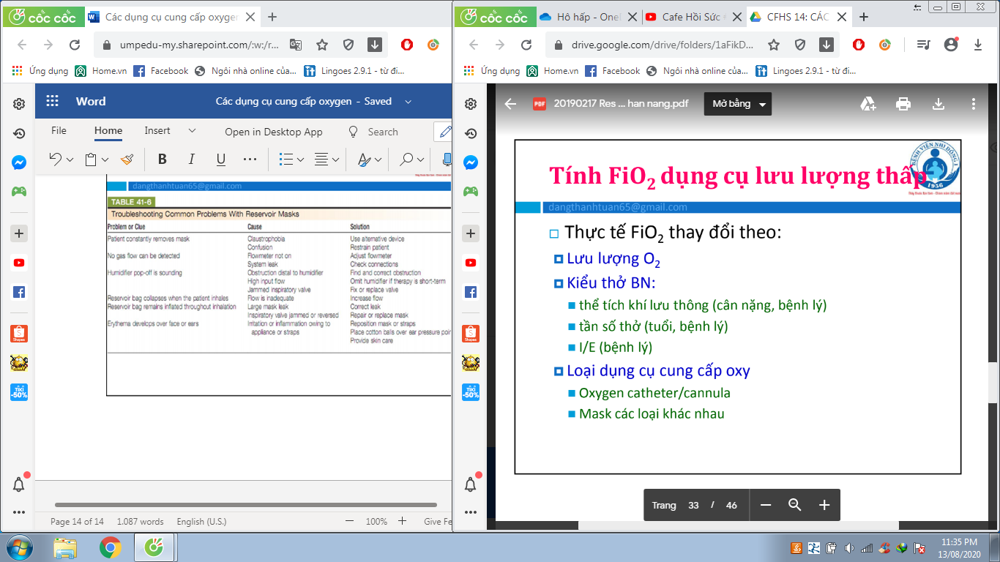 cốc cốc
Các dụng cụ cung cấp oxygen
umpedu-my.sharepoint.com/:w:/r...
Ứng dụng Home.vn Facebook Ngôi nhà online của... Lingoes 2.9.1 - từ đi...
Word
Các dụng cụ cung cấp oxygen - Saved
File Home Insert Open in Desktop App Search
B I U ...
dangthanhtuan65@gmail.com
TABLE 41-6
Troubleshooting Common Problems With Reservoir Masks
Problem or Clue Cause Solution
Patient constantly removes mask Claustrophobia Use alternative device
Confusion Restrain patient
No gas flow can be detected Flowmeter not on Adjust flowmeter
System leak Check connections
Humidifier pop-off is sounding Obstruction distal to humidifier Find and correct obstruction
High input flow Omit humidifier if therapy is short-term
Jammed inspiratory valve Fix or replace valve
Reservoir bag collapses when the patient inhales Flow is inadequate Increase flow
Reservoir bag remains inflated throughout inhalation Large mask leak Correct leak
Inspiratory valve jammed or reversed Repair or replace mask
Erythema develops over face or ears Irritation or inflammation owing to Reposition mask or straps
appliance or straps Place cotton balls over ear pressure poin
Provide skin care
Page 14 of 14 1.087 words English (U.S.) 100% Give Fe
cốc cốc
Hô hấp - One
Cafe Hồi Sức
CFHS 14: CÁC
drive.google.com/drive/folders/1aFikD...
Ứng dụng Home.vn Facebook Ngôi nhà online của... Lingoes 2.9.1 - từ đi...
PDF 20190217 Res ... han nang.pdf Mở bằng
BỆNH VIỆN NHI ĐỒNG 1
1956
Tính FiO2 dụng cụ lưu lượng thấp
dangthanhtuan65@gmail.com
Thực tế FiO2 thay đổi theo:
Lưu lượng O2
Kiểu thở BN:
thể tích khí lưu thông (cân nặng, bệnh lý)
tần số thở (tuổi, bệnh lý)
I/E (bệnh lý)
Loại dụng cụ cung cấp oxy
Oxygen catheter/cannula
Mask các loại khác nhau
Trang 33 / 46
Shopee
TIKI
-50%
Shopee
TIKI
-50%
11:35 PM
13/08/2020